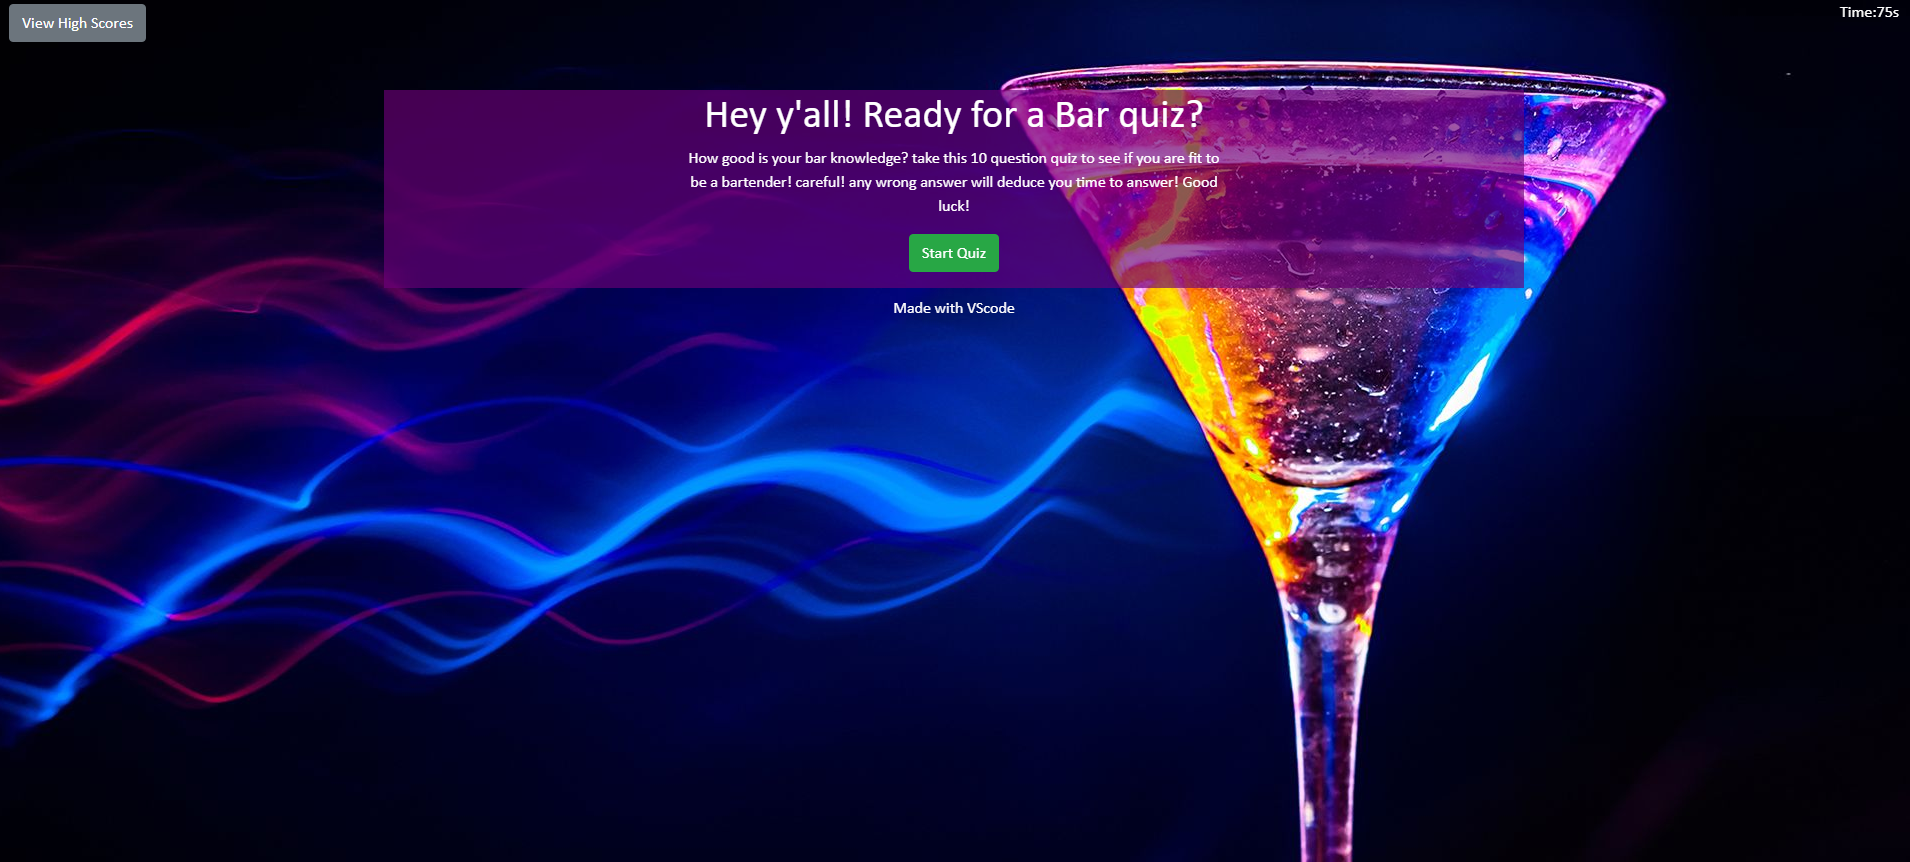 View High Scores
Time:75s
Hey y'all! Ready for a Bar quiz?
How good is your bar knowledge? take this 10 question quiz to see if you are fit to
be a bartender! careful! any wrong answer will deduce you time to answer! Good
luck!
Start Quiz
Made with VScode